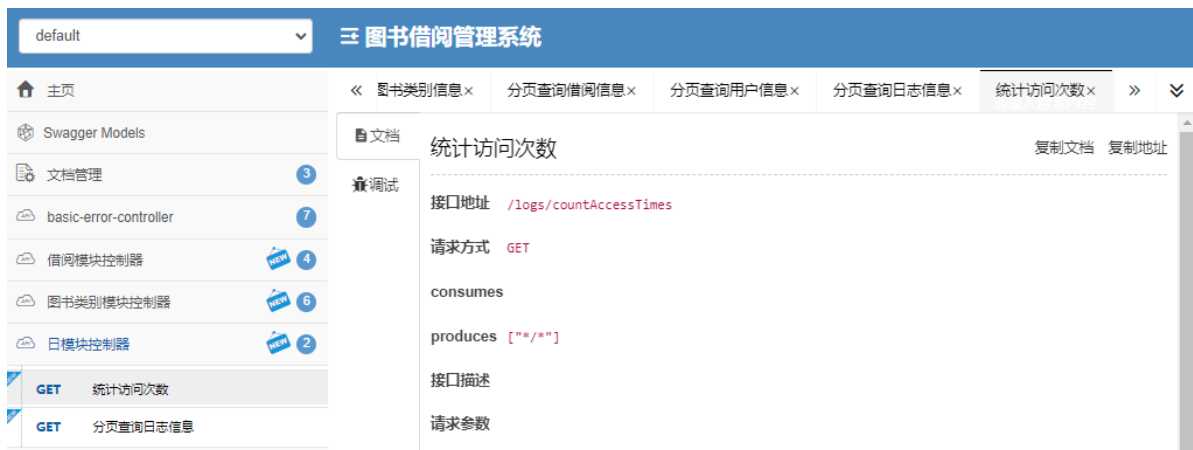 default
图书借阅管理系统
主页
Swagger Models
文档管理 3
basic-error-controller 7
借阅模块控制器 NEW 4
图书类别模块控制器 NEW 6
日模块控制器 NEW 2
GET 统计访问次数
GET 分页查询日志信息
« 图书类别信息× 分页查询借阅信息× 分页查询用户信息× 分页查询日志信息× 统计访问次数× »
文档
调试
统计访问次数 复制文档 复制地址
接口地址 /logs/countAccessTimes
请求方式 GET
consumes
produces ["*/*"]
接口描述
请求参数